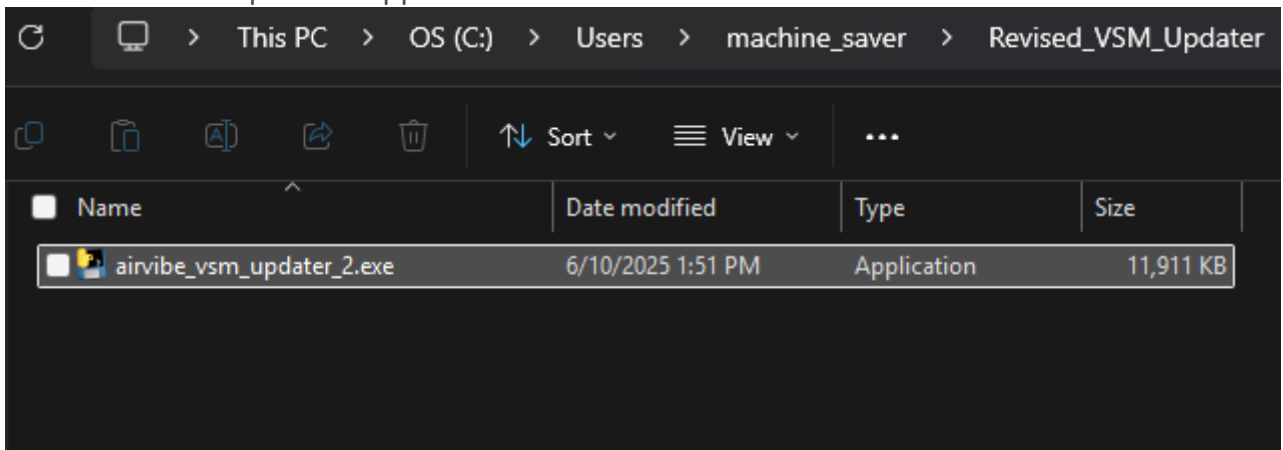 This PC > OS (C:) > Users > machine_saver > Revised_VSM_Updater
Sort View ...
Name Date modified Type Size
airvibe_vsm_updater_2.exe 6/10/2025 1:51 PM Application 11,911 KB